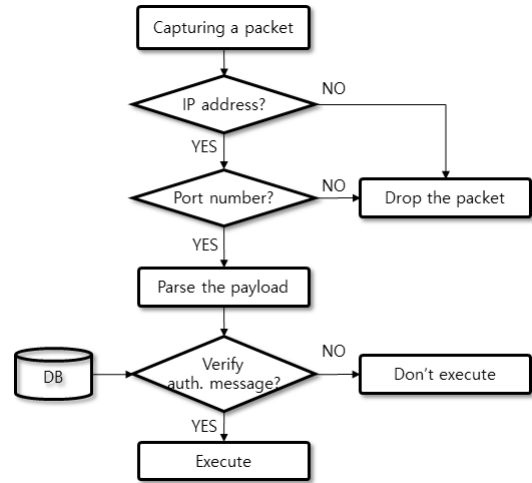 Capturing a packet
IP address?
NO
YES
Port number?
NO
Drop the packet
YES
Parse the payload
DB
Verify
auth. message?
NO
Don't execute
YES
Execute